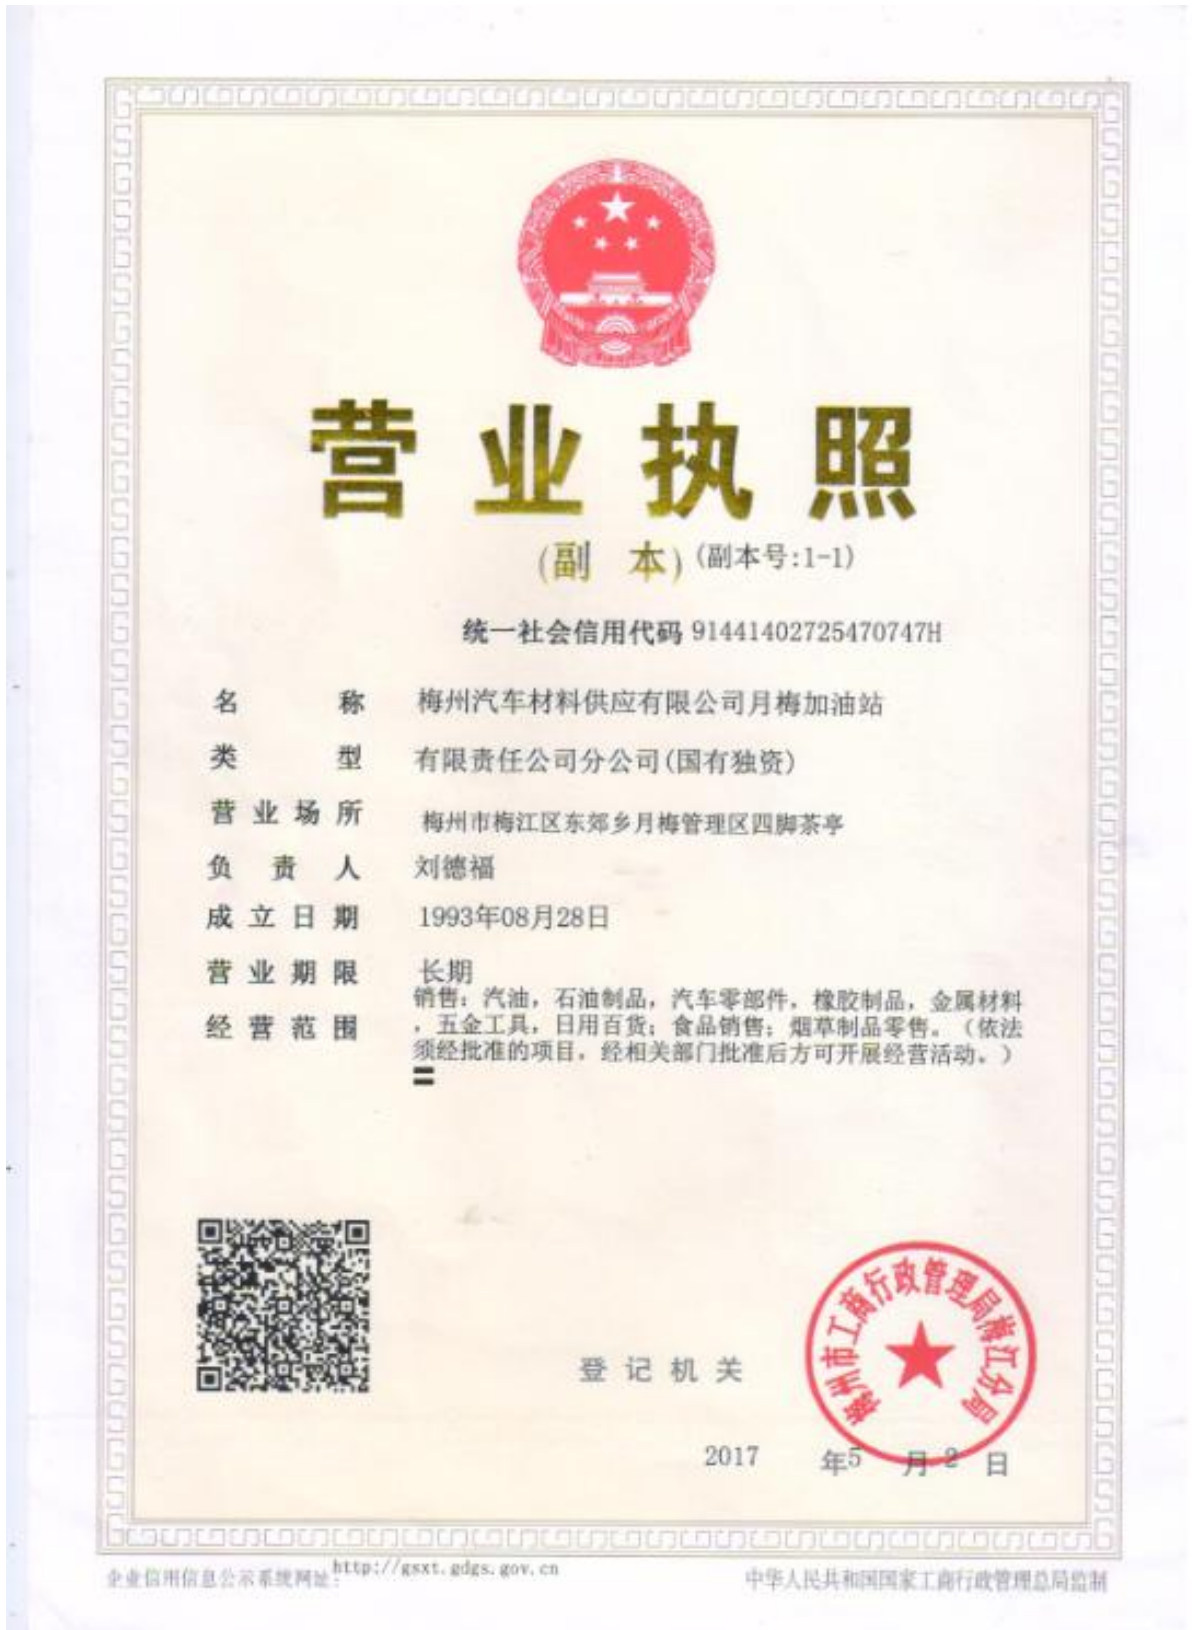 营业执照
(副 本) (副本号:1-1)
统一社会信用代码 91441402725470747H
名 称 梅州汽车材料供应有限公司月梅加油站
类 型 有限责任公司分公司(国有独资)
营业场所 梅州市梅江区东郊乡月梅管理区四脚茶亭
负 责 人 刘德福
成立日期 1993年08月28日
营业期限 长期
经营范围 销售: 汽油, 石油制品, 汽车零部件, 橡胶制品, 金属材料
, 五金工具, 日用百货; 食品销售; 烟草制品零售。(依法
须经批准的项目, 经相关部门批准后方可开展经营活动。)
登记机关
梅州市工商行政管理局梅江分局
2017 年5 月2 日
企业信用信息公示系统网址: http://gsxt.gdgs.gov.cn
中华人民共和国国家工商行政管理总局监制